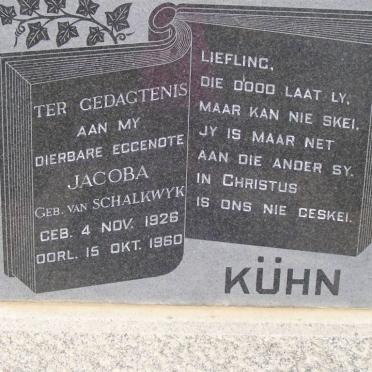 TER GEDAGTENIS
AAN MY
DIERBARE EGGENOTE
JACOBA
GEB. VAN SCHALKWYK
GEB. 4 NOV. 1926
OORL. 15 OKT. 1960
LIEFLING,
DIE DOOD LAAT LY,
MAAR KAN NIE SKEI.
JY IS MAAR NET
AAN DIE ANDER SY.
IN CHRISTUS
IS ONS NIE GESKEI.
KÜHN